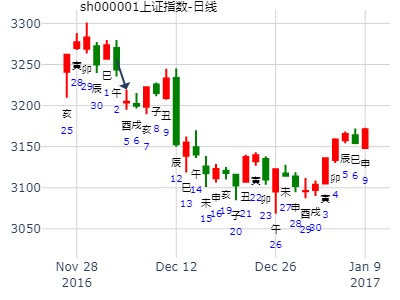 sh000001上证指数-日线
3300
3250
3200
3150
3100
3050
亥
25
寅
28
卯
29
辰
30
巳
1
午
2
酉
5
戌
6
亥
7
子
8
丑
9
辰
12
巳
13
午
14
未
15
申
16
亥
19
子
20
丑
21
寅
22
卯
23
午
26
未
27
申
28
酉
29
戌
30
寅
3
卯
4
辰
5
巳
6
申
9
Nov 28
2016
Dec 12
Dec 26
Jan 9
2017